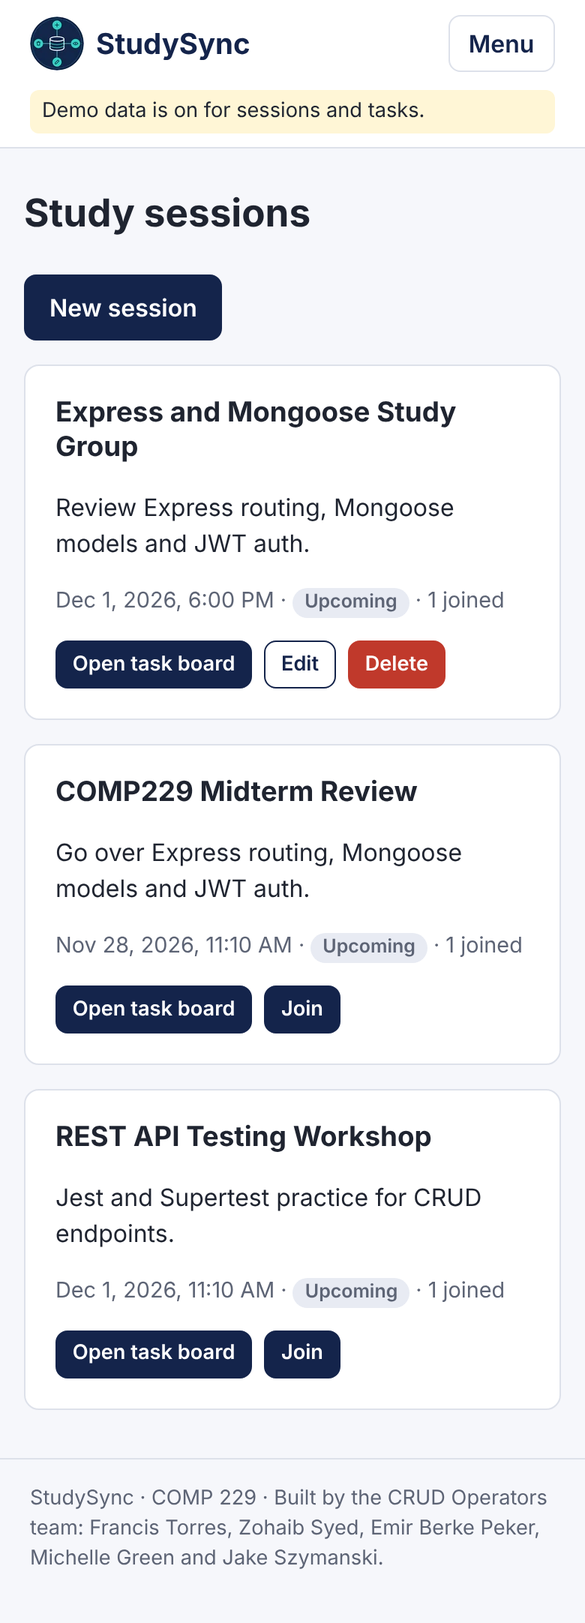 StudySync
Menu
Demo data is on for sessions and tasks.
Study sessions
New session
Express and Mongoose Study
Group
Review Express routing, Mongoose
models and JWT auth.
Dec 1, 2026, 6:00 PM · Upcoming · 1 joined
Open task board Edit Delete
COMP229 Midterm Review
Go over Express routing, Mongoose
models and JWT auth.
Nov 28, 2026, 11:10 AM · Upcoming · 1 joined
Open task board Join
REST API Testing Workshop
Jest and Supertest practice for CRUD
endpoints.
Dec 1, 2026, 11:10 AM · Upcoming · 1 joined
Open task board Join
StudySync · COMP 229 · Built by the CRUD Operators
team: Francis Torres, Zohaib Syed, Emir Berke Peker,
Michelle Green and Jake Szymanski.